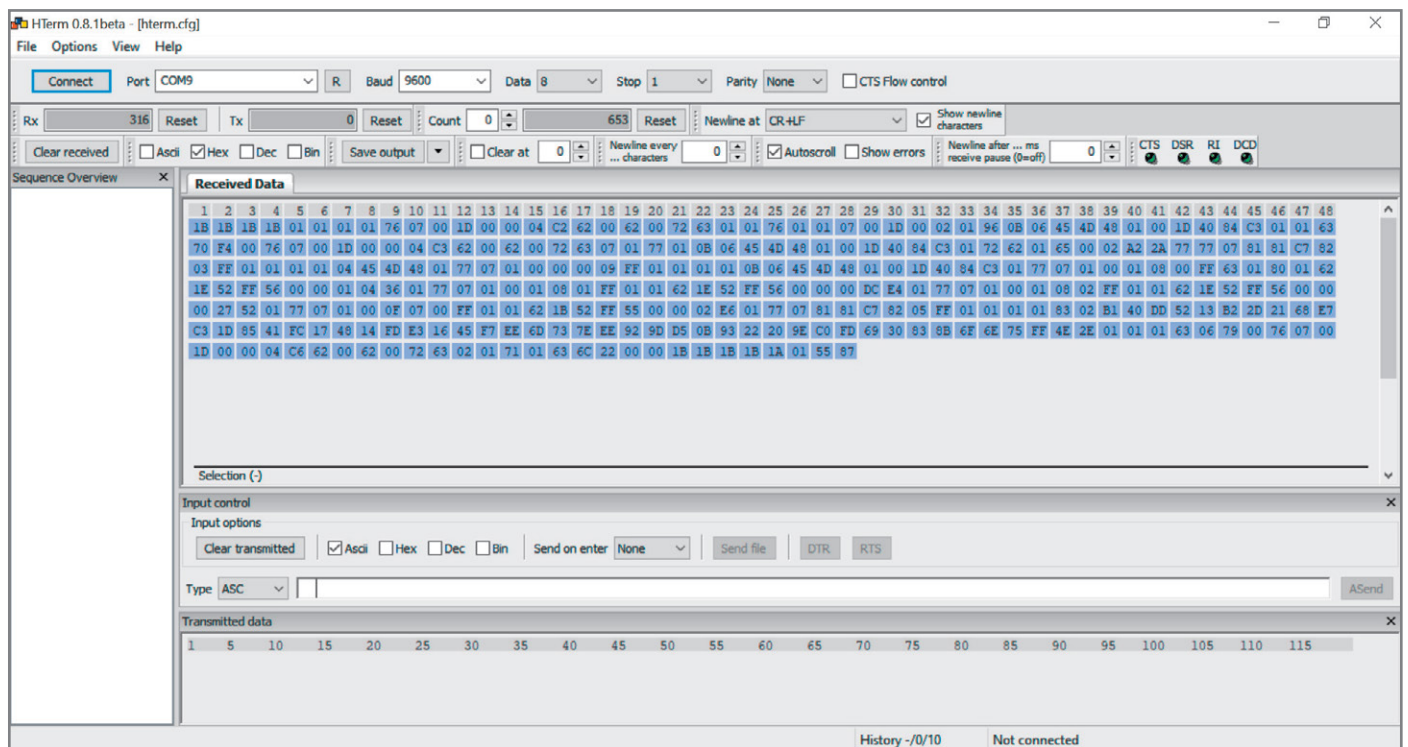 HTerm 0.8.1beta - [hterm.cfg]
File Options View Help
Connect Port COM9 R Baud 9600 Data 8 Stop 1 Parity None CTS Flow control
Rx 316 Reset Tx 0 Reset Count 0 653 Reset Newline at CR+LF Show newline characters
Clear received Ascii Hex Dec Bin Save output Clear at 0 Newline every ... characters 0 Autoscroll Show errors Newline after ... ms receive pause (0=off) 0 CTS DSR RI DCD
Sequence Overview x Received Data
1 2 3 4 5 6 7 8 9 10 11 12 13 14 15 16 17 18 19 20 21 22 23 24 25 26 27 28 29 30 31 32 33 34 35 36 37 38 39 40 41 42 43 44 45 46 47 48
1B 1B 1B 1B 01 01 01 01 76 07 00 1D 00 00 04 C2 62 00 62 00 72 63 01 01 76 01 01 07 00 1D 00 02 01 96 0B 06 45 4D 48 01 00 1D 40 84 C3 01 01 63
70 F4 00 76 07 00 1D 00 00 04 C3 62 00 62 00 72 63 07 01 77 01 0B 06 45 4D 48 01 00 1D 40 84 C3 01 72 62 01 65 00 02 A2 2A 77 77 07 81 81 C7 82
03 FF 01 01 01 01 04 45 4D 48 01 77 07 01 00 00 00 09 FF 01 01 01 01 0B 06 45 4D 48 01 00 1D 40 84 C3 01 77 07 01 00 01 08 00 FF 63 01 80 01 62
1E 52 FF 56 00 00 01 04 36 01 77 07 01 00 01 08 01 FF 01 01 62 1E 52 FF 56 00 00 00 DC E4 01 77 07 01 00 01 08 02 FF 01 01 62 1E 52 FF 56 00 00
00 27 52 01 77 07 01 00 0F 07 00 FF 01 01 62 1B 52 FF 55 00 00 02 E6 01 77 07 81 81 C7 82 05 FF 01 01 01 01 83 02 B1 40 DD 52 13 B2 2D 21 68 E7
C3 1D 85 41 FC 17 48 14 FD E3 16 45 F7 EE 6D 73 7E EE 92 9D D5 0B 93 22 20 9E C0 FD 69 30 83 8B 6F 6E 75 FF 4E 2E 01 01 01 63 06 79 00 76 07 00
1D 00 00 04 C6 62 00 62 00 72 63 02 01 71 01 63 6C 22 00 00 1B 1B 1B 1B 1A 01 55 87
Selection (-)
Input control x
Input options
Clear transmitted Ascii Hex Dec Bin Send on enter None Send file DTR RTS
Type ASC ASend
Transmitted data x
1 5 10 15 20 25 30 35 40 45 50 55 60 65 70 75 80 85 90 95 100 105 110 115
History -/0/10 Not connected